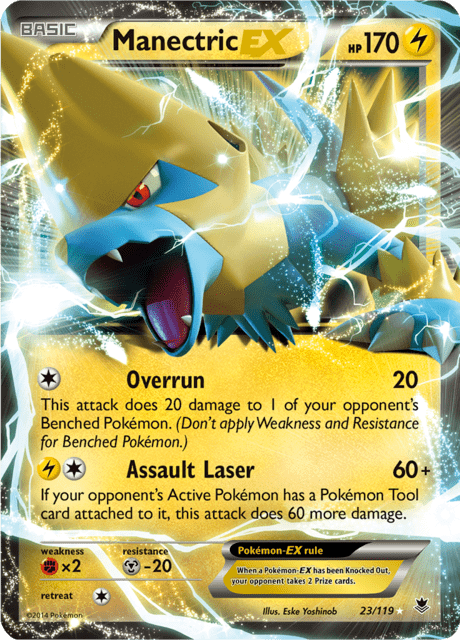 BASIC
Manectric EX
HP 170
Overrun 20
This attack does 20 damage to 1 of your opponent's
Benched Pokémon. (Don't apply Weakness and Resistance
for Benched Pokémon.)
Assault Laser 60+
If your opponent's Active Pokémon has a Pokémon Tool
card attached to it, this attack does 60 more damage.
weakness resistance
×2 -20
retreat
Pokémon-EX rule
When a Pokémon-EX has been Knocked Out,
your opponent takes 2 Prize cards.
©2014 Pokémon
Illus. Eske Yoshinob
23/119